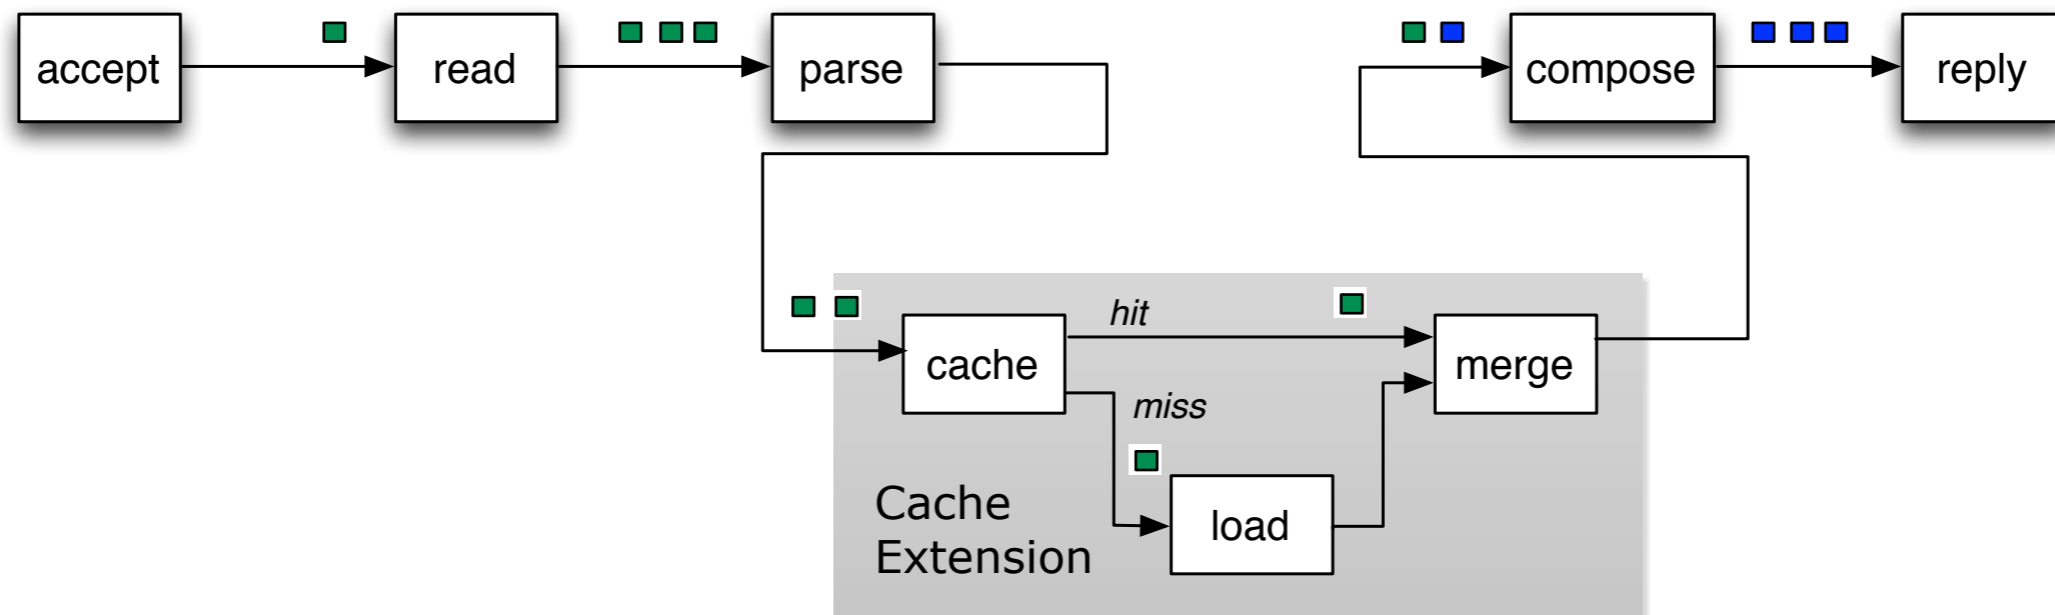 accept
read
parse
compose
reply
hit
cache
merge
miss
load
Cache
Extension